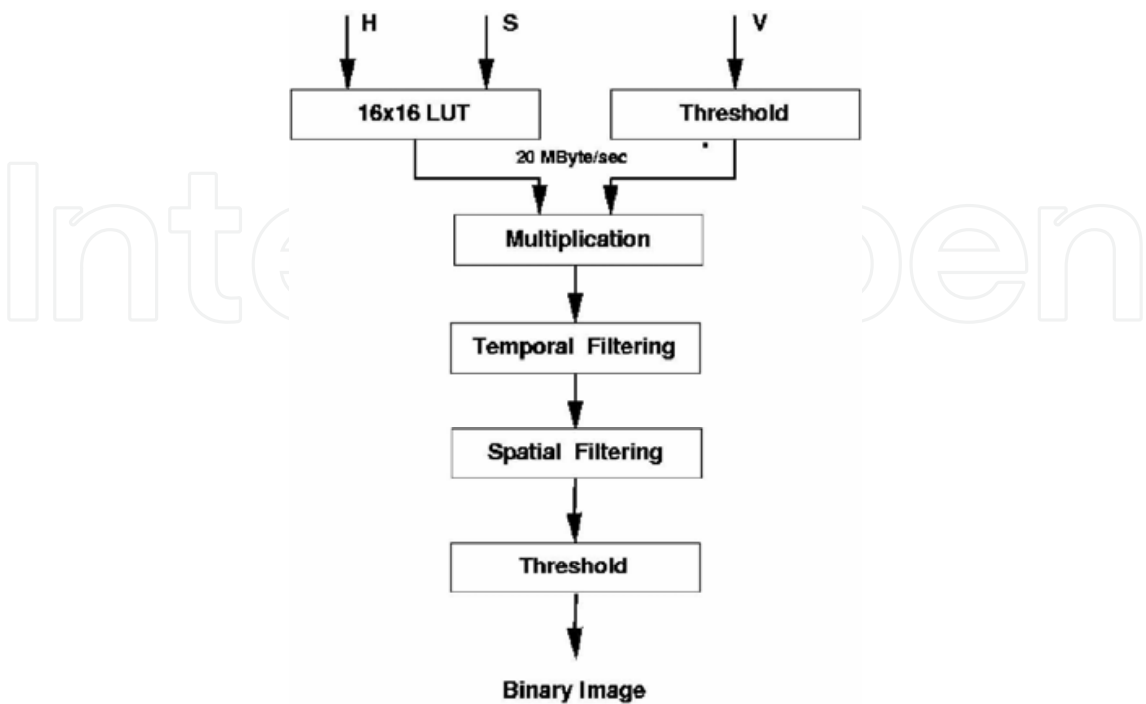 H S V
16x16 LUT Threshold
20 MByte/sec
Multiplication
Temporal Filtering
Spatial Filtering
Threshold
Binary Image